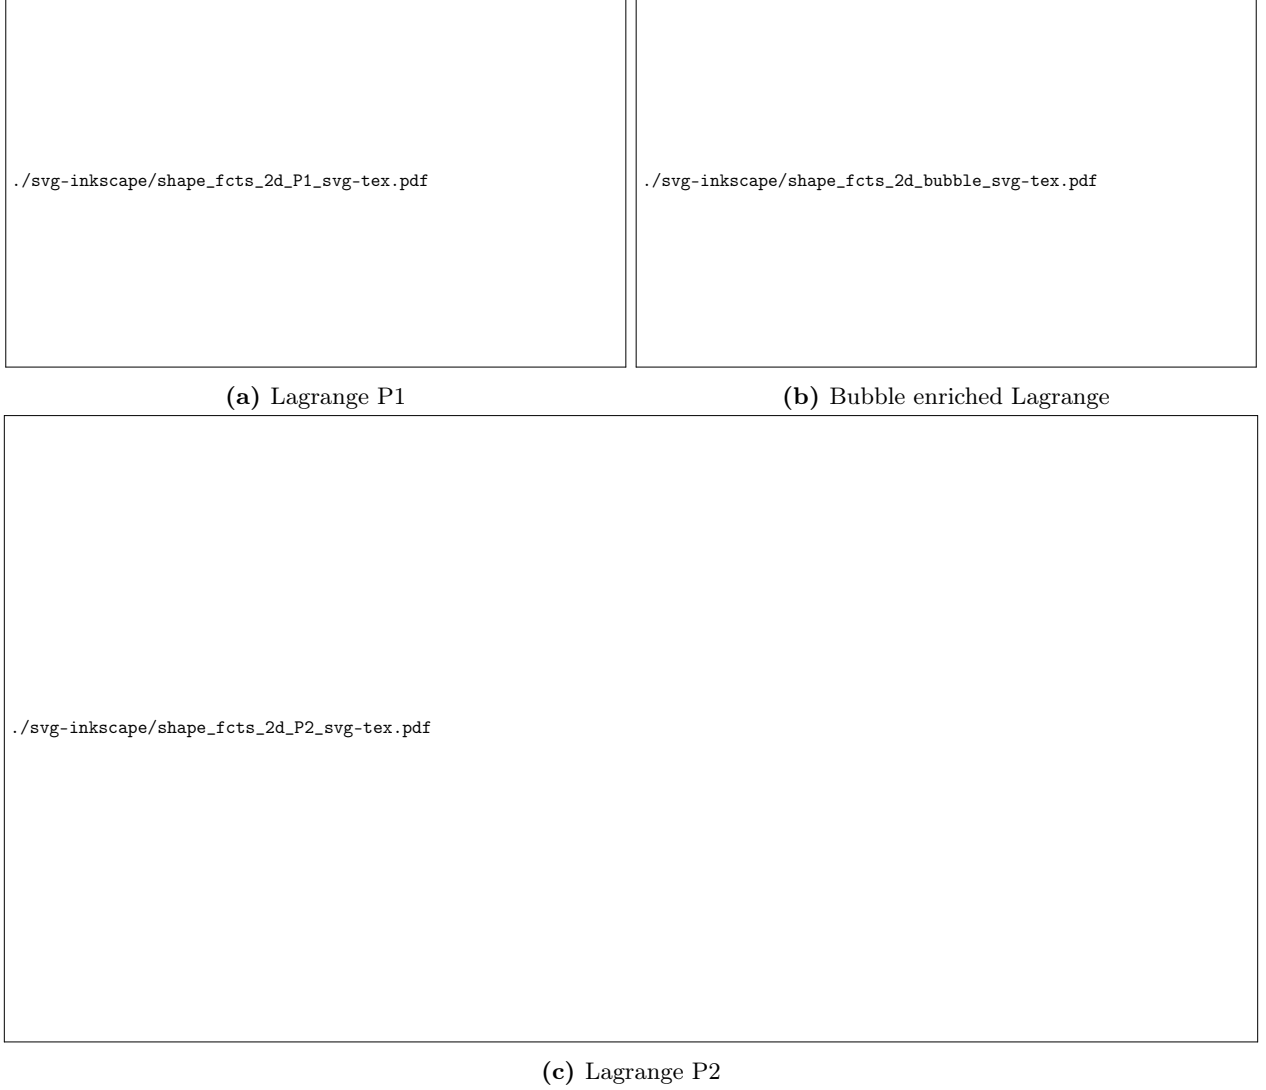 ./svg-inkscape/shape_fcts_2d_P1_svg-tex.pdf
./svg-inkscape/shape_fcts_2d_bubble_svg-tex.pdf
(a) Lagrange P1
(b) Bubble enriched Lagrange
./svg-inkscape/shape_fcts_2d_P2_svg-tex.pdf
(c) Lagrange P2